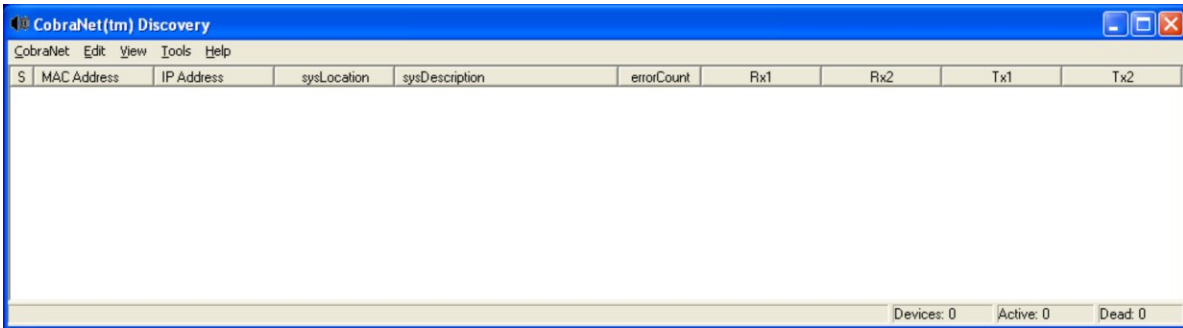 CobraNet(tm) Discovery
CobraNet Edit View Tools Help
S MAC Address IP Address sysLocation sysDescription errorCount Rx1 Rx2 Tx1 Tx2
Devices: 0 Active: 0 Dead: 0